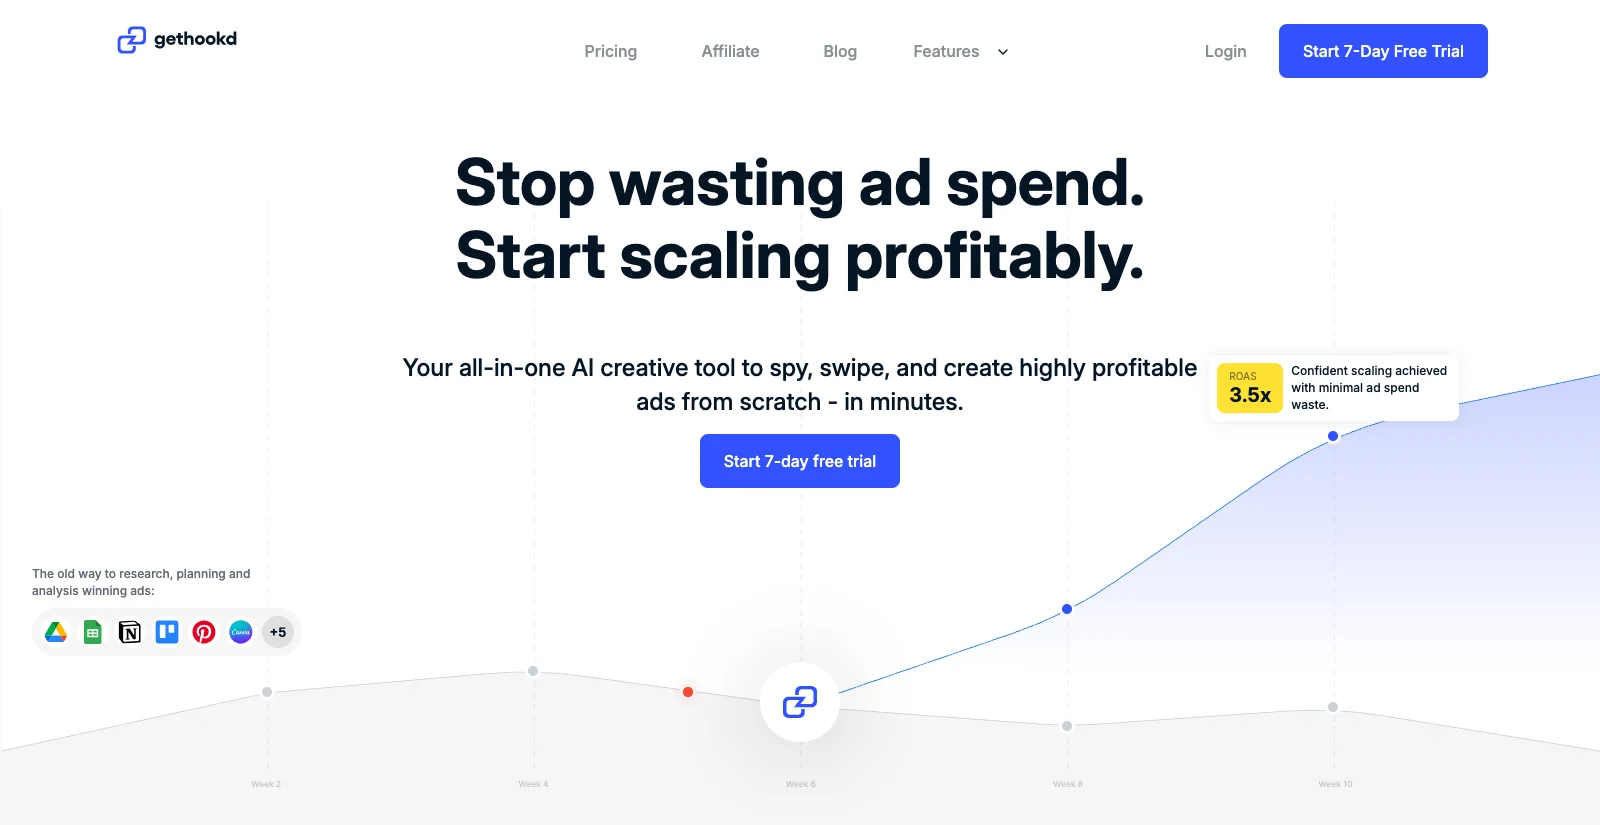 gethookd
Pricing
Affiliate
Blog
Features
Login
Start 7-Day Free Trial
Stop wasting ad spend.
Start scaling profitably.
Your all-in-one AI creative tool to spy, swipe, and create highly profitable
ads from scratch - in minutes.
Start 7-day free trial
ROAS
3.5x
Confident scaling achieved
with minimal ad spend
waste.
The old way to research, planning and
analysis winning ads:
N
Canva
+5
Week 2
Week 4
Week 6
Week 8
Week 10